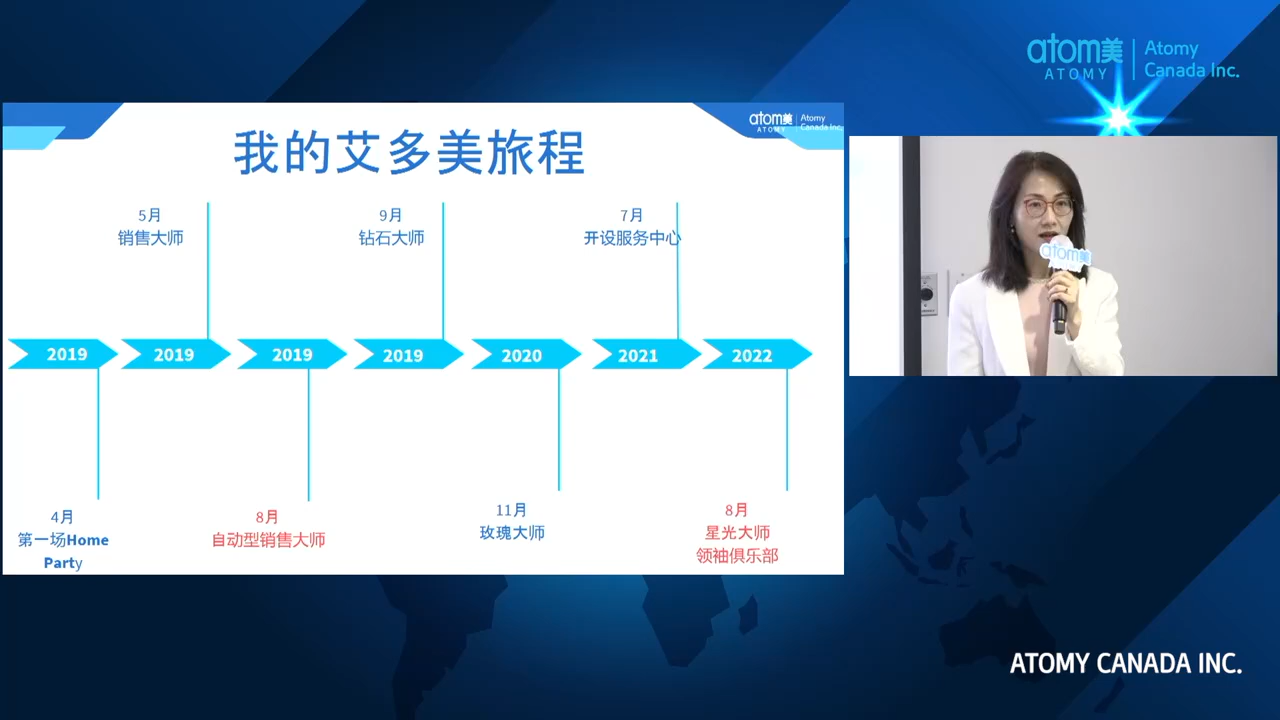 atom美
ATOMY
Atomy
Canada Inc.
atom美
ATOMY
Atomy
Canada Inc.
我的艾多美旅程
5月
销售大师
9月
钻石大师
7月
开设服务中心
2019
2019
2019
2019
2020
2021
2022
4月
第一场Home
Party
8月
自动型销售大师
11月
玫瑰大师
8月
星光大师
领袖俱乐部
atom美
ATOMY CANADA INC.